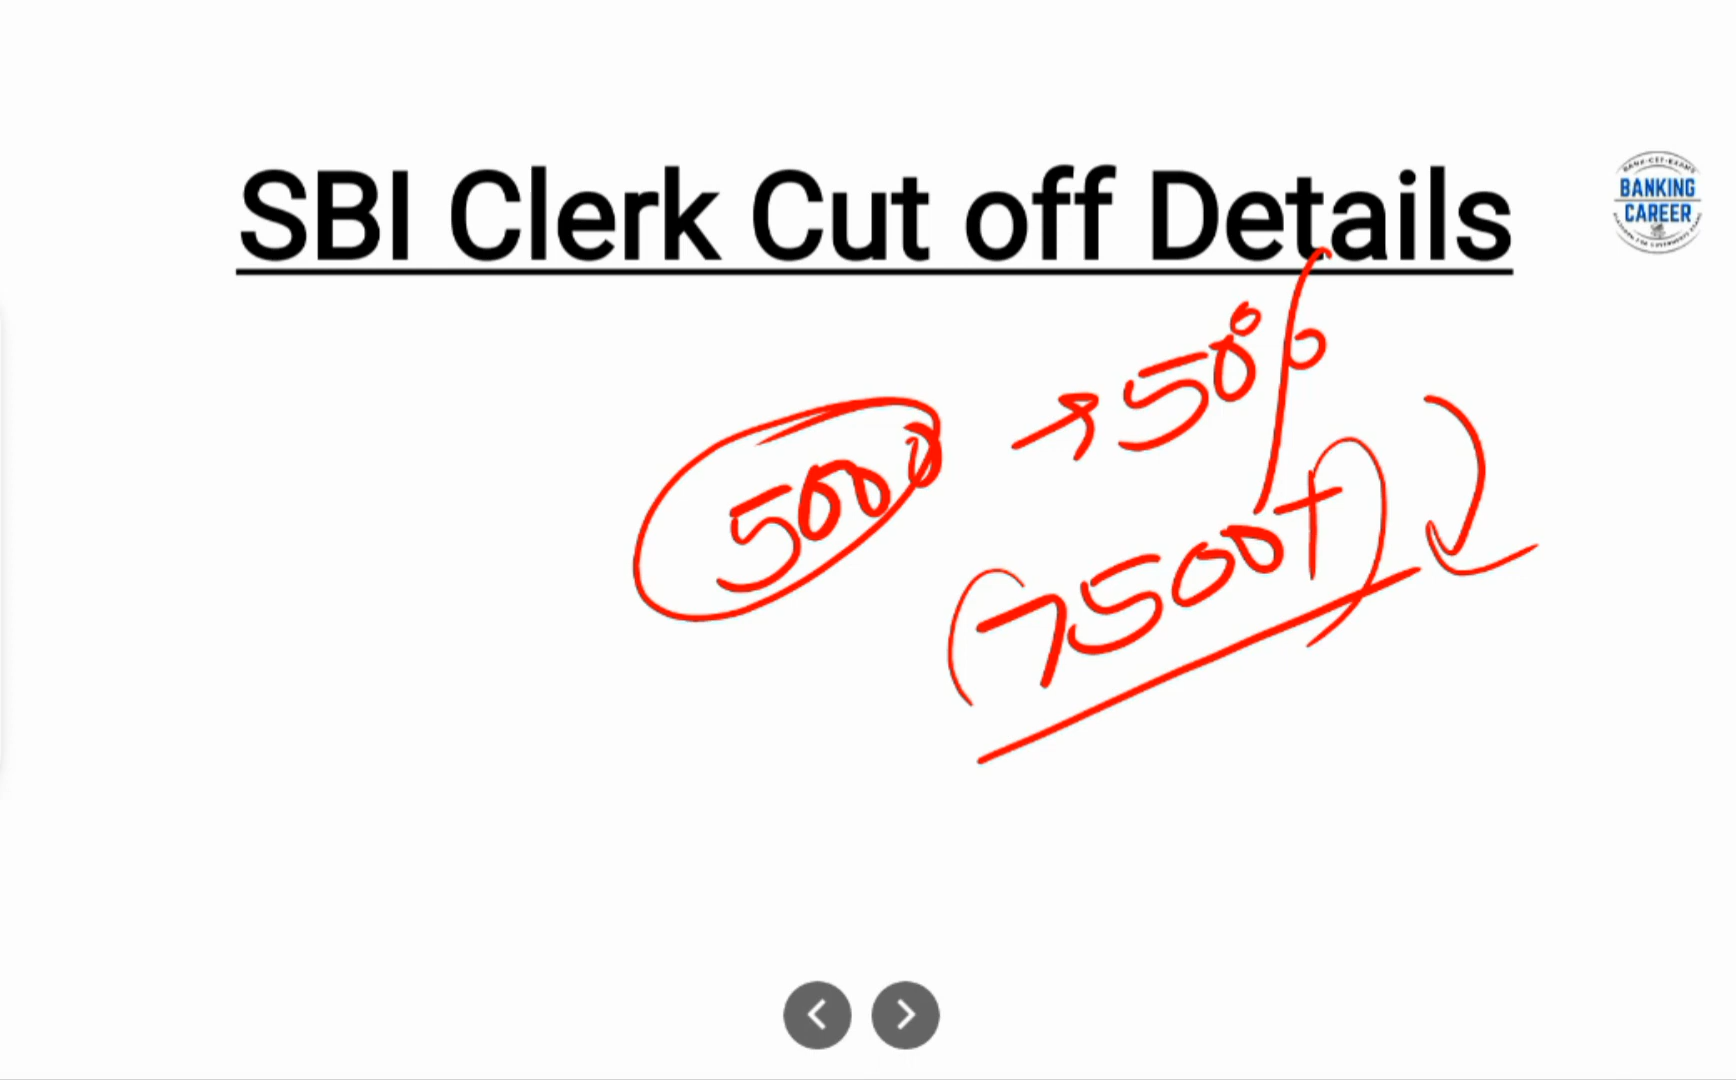 SBI Clerk Cut off Details
BANKING
CAREER
5000 → 50%
(7500+)